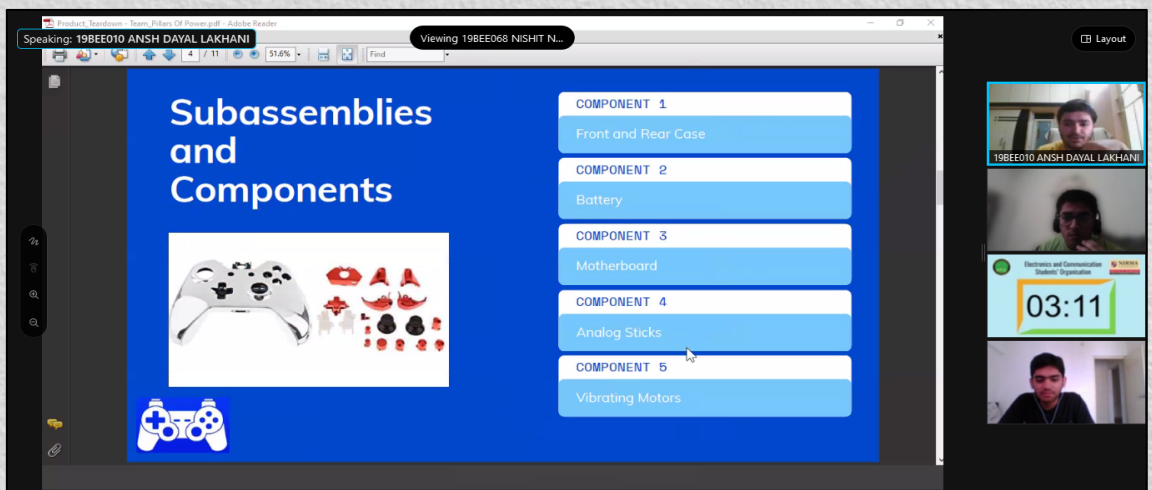 Product_Teardown - Team_Pillars Of Power.pdf - Adobe Reader
Speaking: 19BEE010 ANSH DAYAL LAKHANI
Viewing 19BEE068 NISHIT N...
Layout
4 / 11
51.6%
Find
Subassemblies
and
Components
COMPONENT 1
Front and Rear Case
COMPONENT 2
Battery
COMPONENT 3
Motherboard
COMPONENT 4
Analog Sticks
COMPONENT 5
Vibrating Motors
19BEE010 ANSH DAYAL LAKHANI
Electronics and Communication
Students' Organisation
NIRMA
03:11